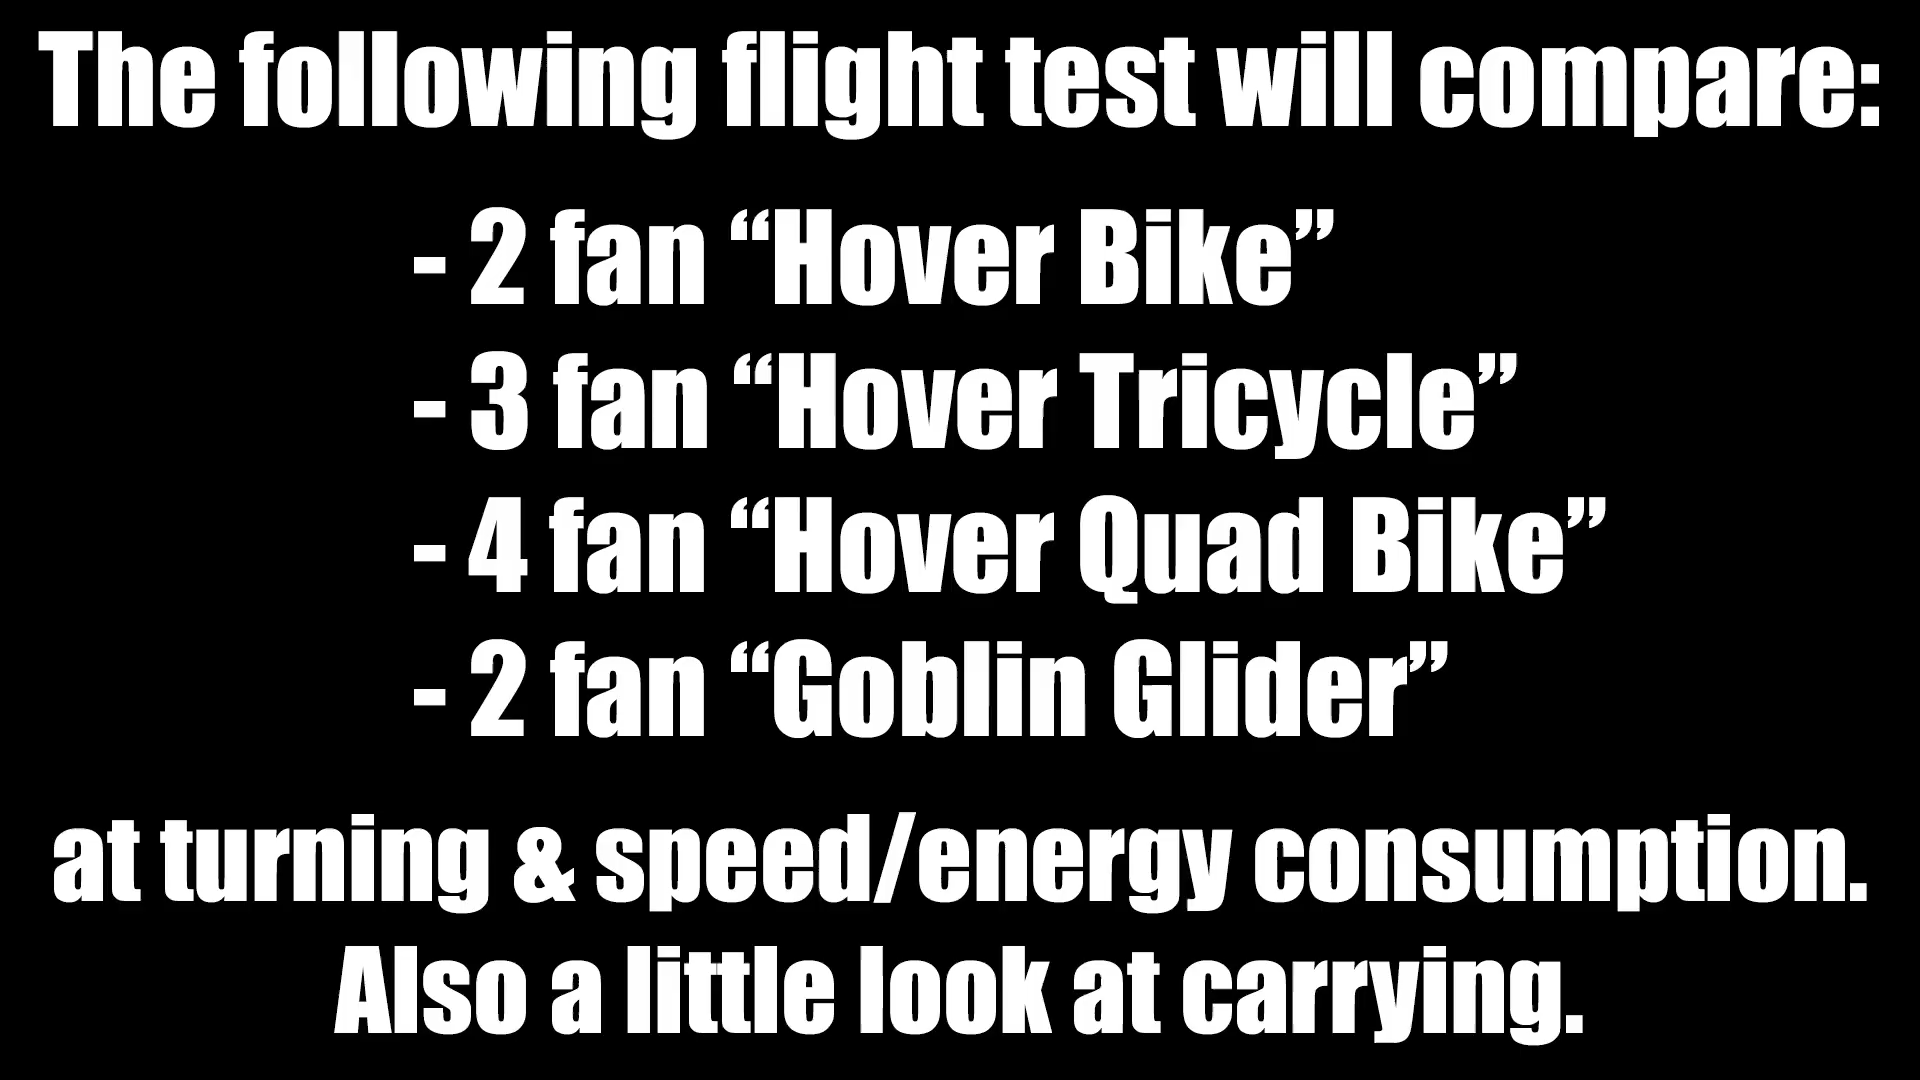 The following flight test will compare:
- 2 fan “Hover Bike”
- 3 fan “Hover Tricycle”
- 4 fan “Hover Quad Bike”
- 2 fan “Goblin Glider”
at turning & speed/energy consumption.
Also a little look at carrying.